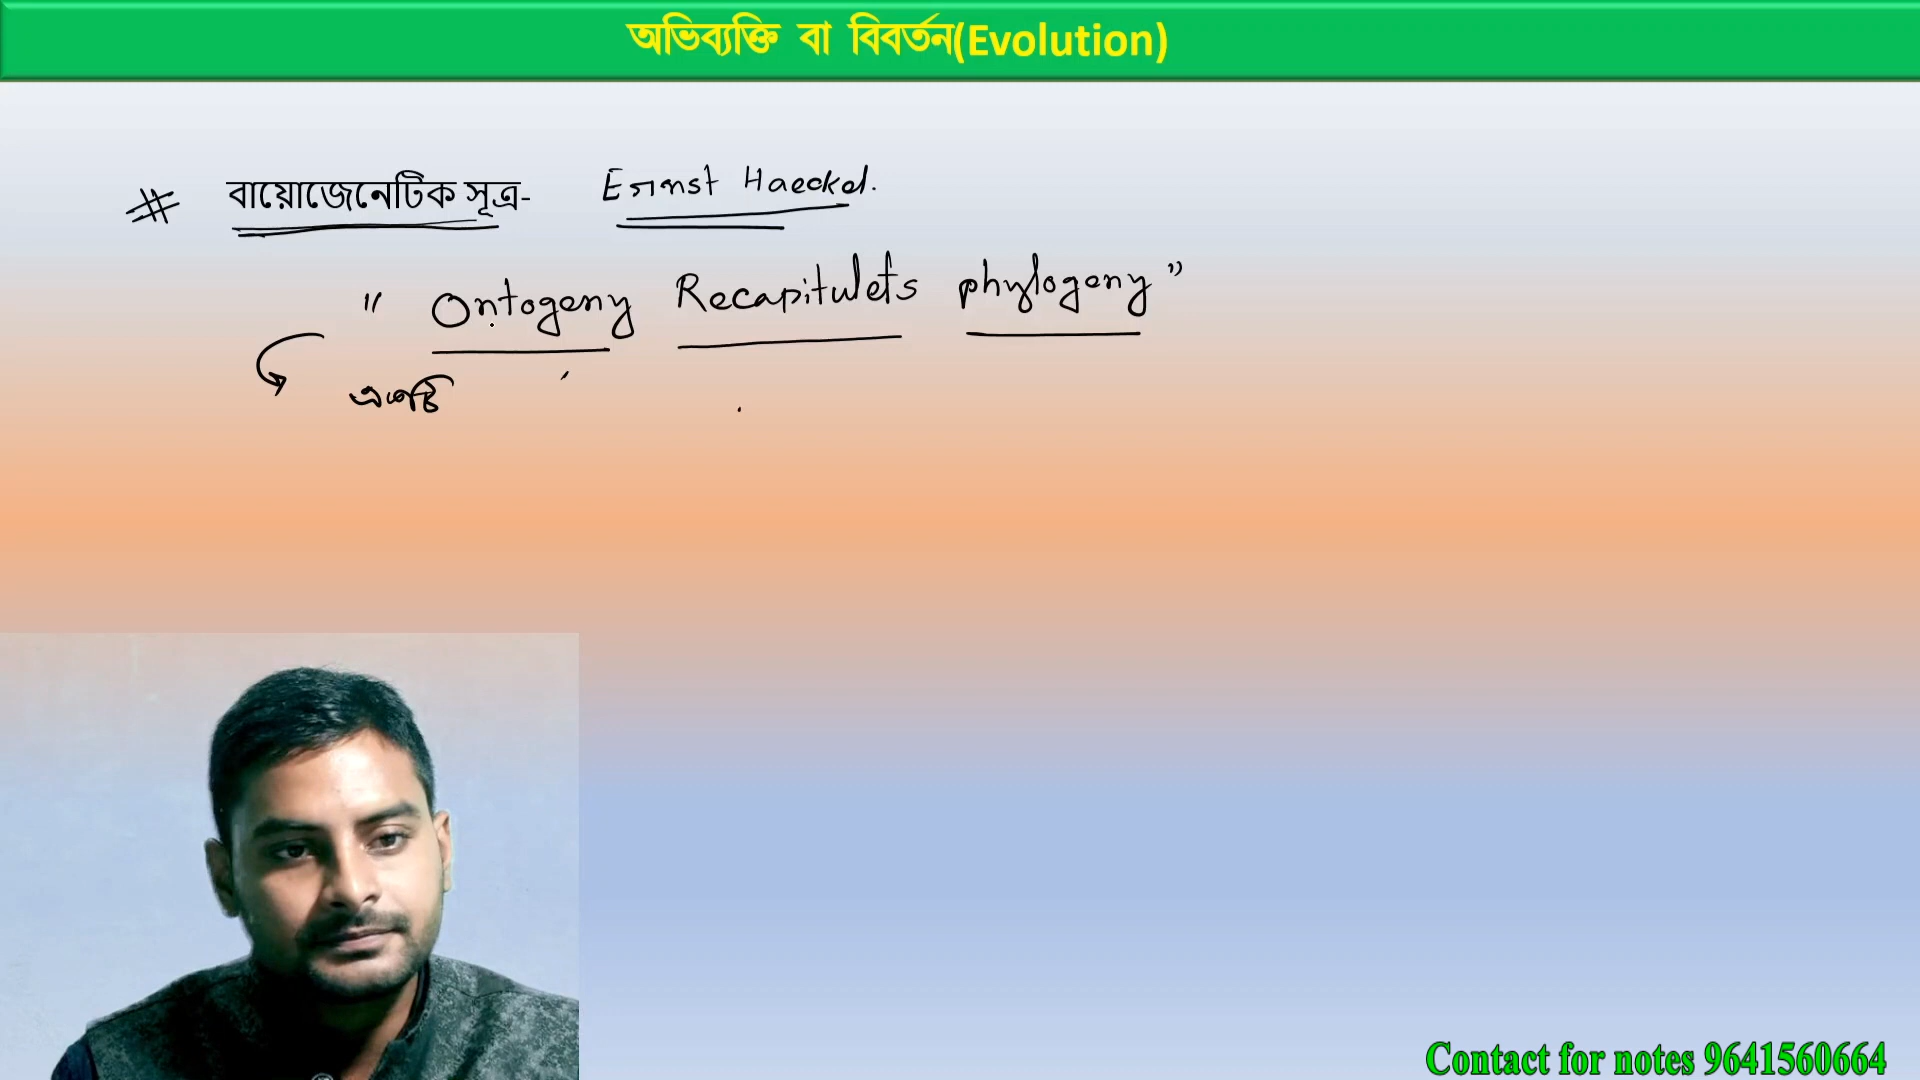 অভিব্যক্তি বা বিবর্তন(Evolution)
# বায়োজেনেটিক সূত্র- Ernst Haeckel.
" Ontogeny Recapitulets phylogeny "
একটি
Contact for notes 9641560664